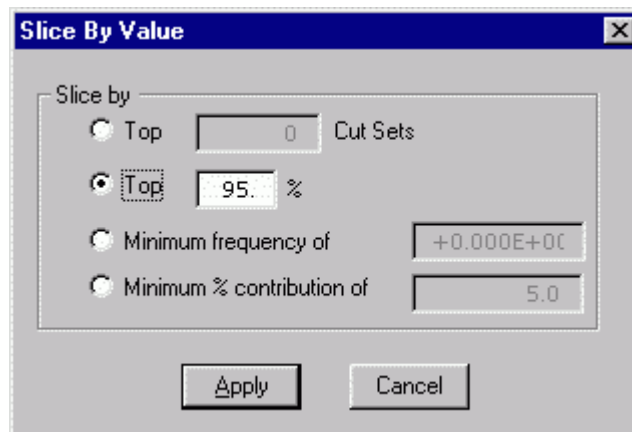 Slice By Value
Slice by
Top 0 Cut Sets
Top 95. %
Minimum frequency of +0.000E+00
Minimum % contribution of 5.0
Apply Cancel